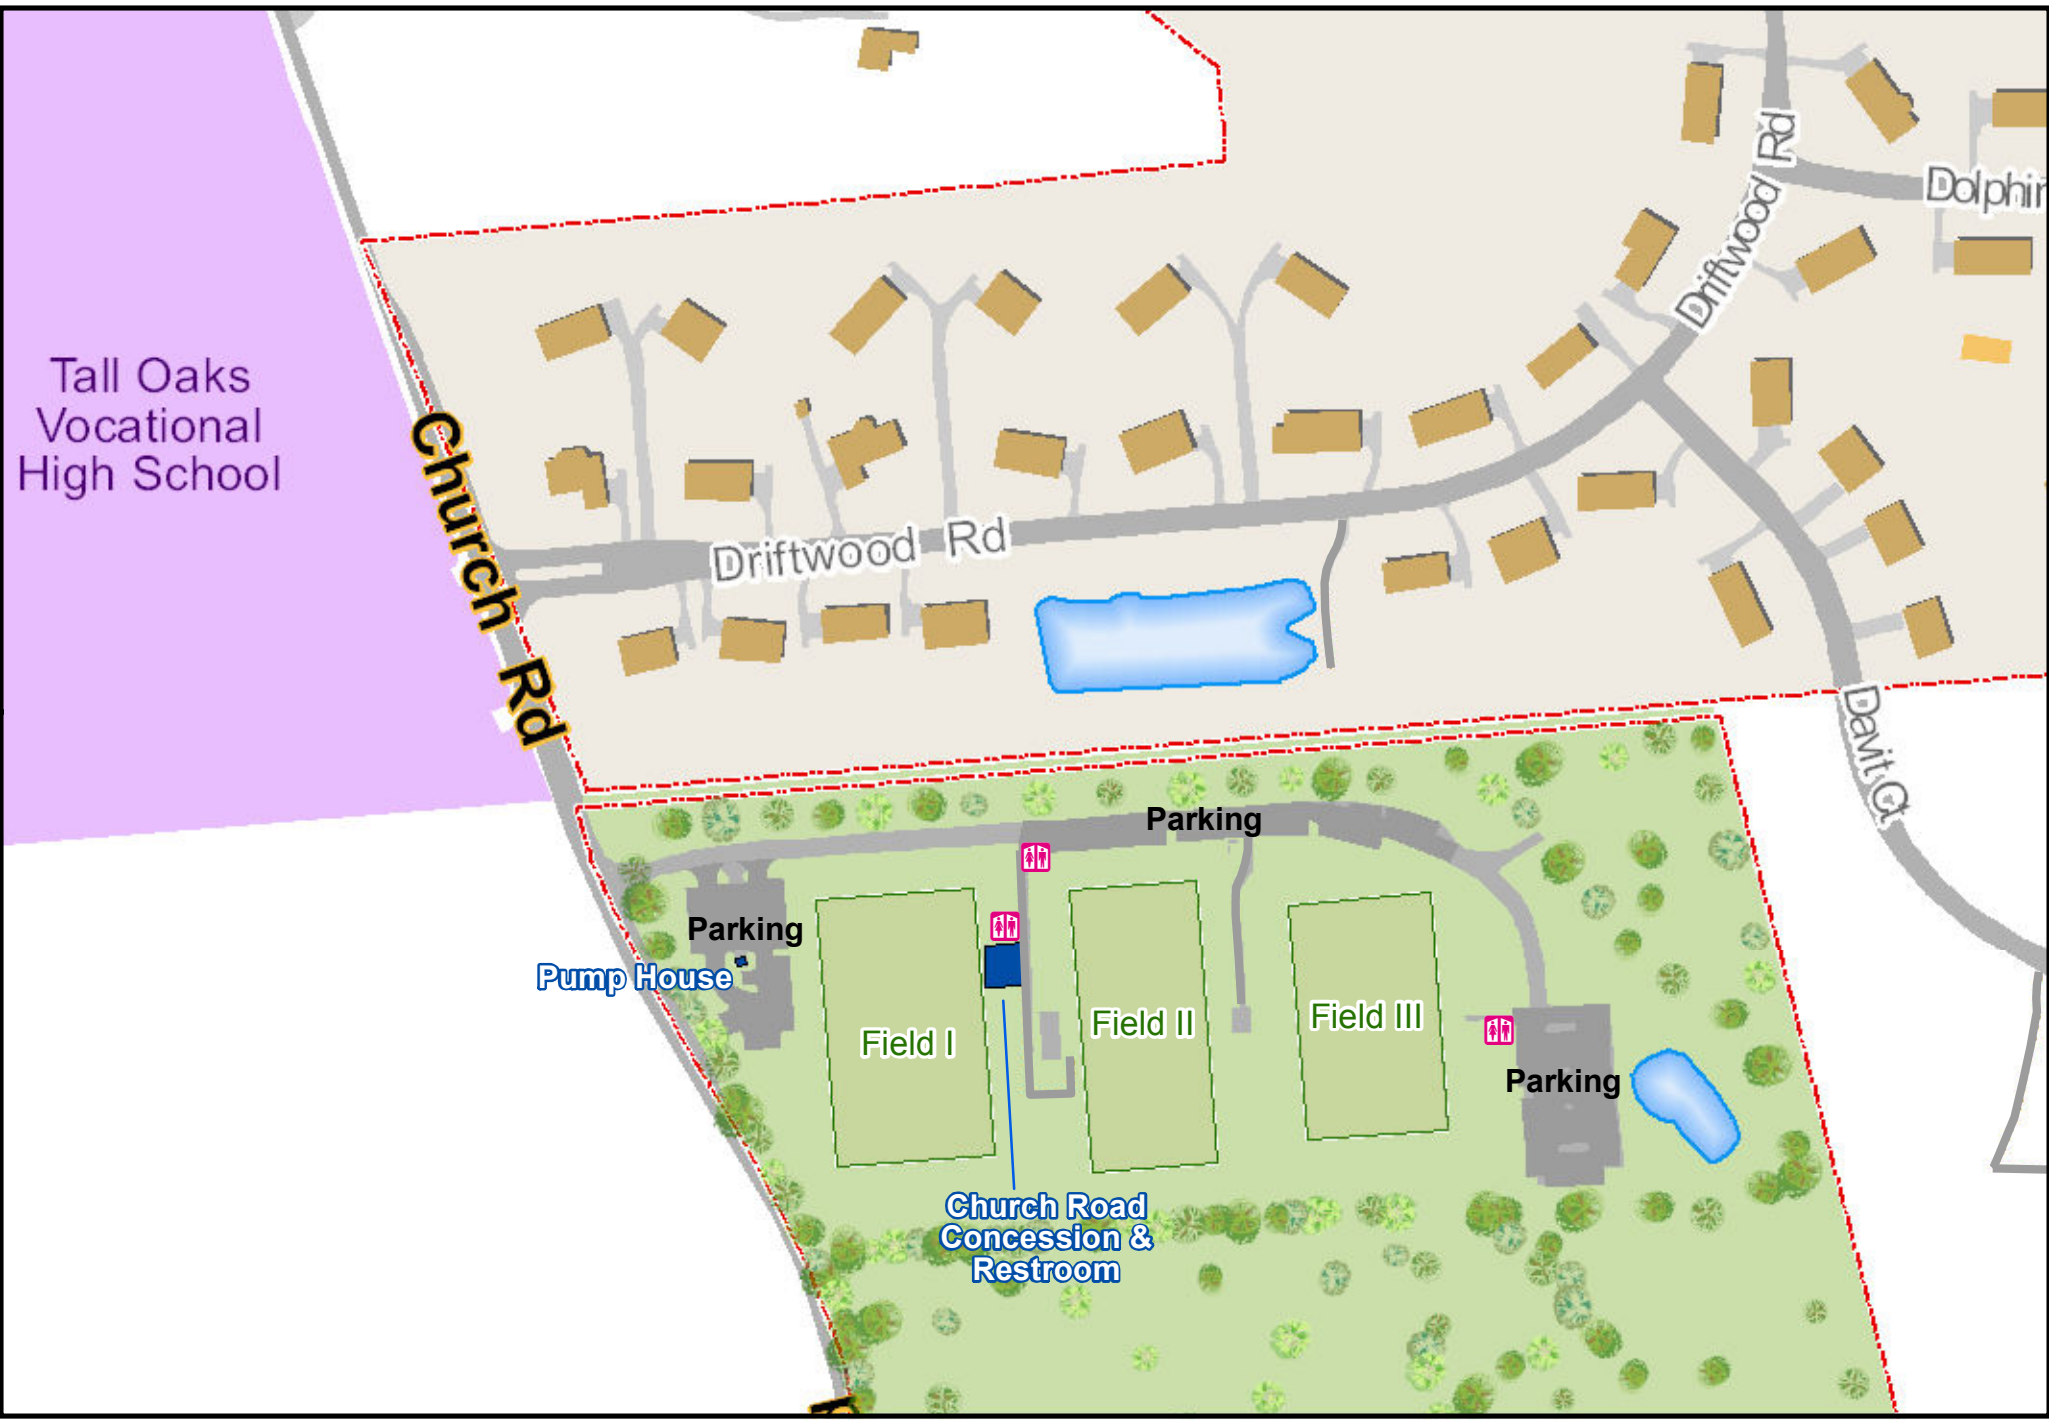 Driftwood Rd
Dolphin
Tall Oaks
Vocational
High School
Church Rd
Driftwood Rd
Davit Ct
Parking
Parking
Pump House
Field I
Field II
Field III
Parking
Church Road
Concession &
Restroom